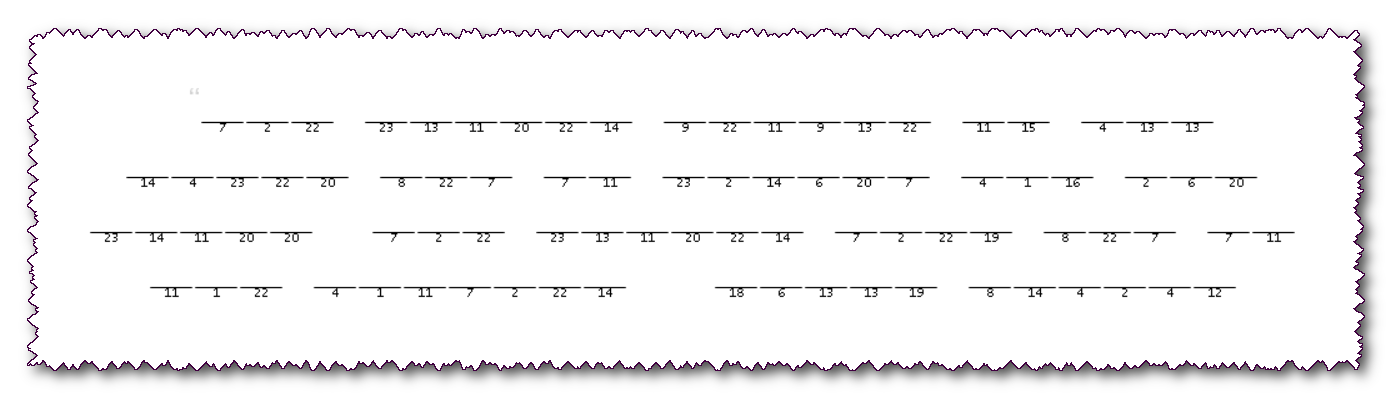 “
7 2 22 23 13 11 20 22 14 9 22 11 9 13 22 11 15 4 13 13
14 4 23 22 20 8 22 7 7 11 23 2 14 6 20 7 4 1 16 2 6 20
23 14 11 20 20 7 2 22 23 13 11 20 22 14 7 2 22 19 8 22 7 7 11
11 1 22 4 1 11 7 2 22 14 18 6 13 13 19 8 14 4 2 4 12